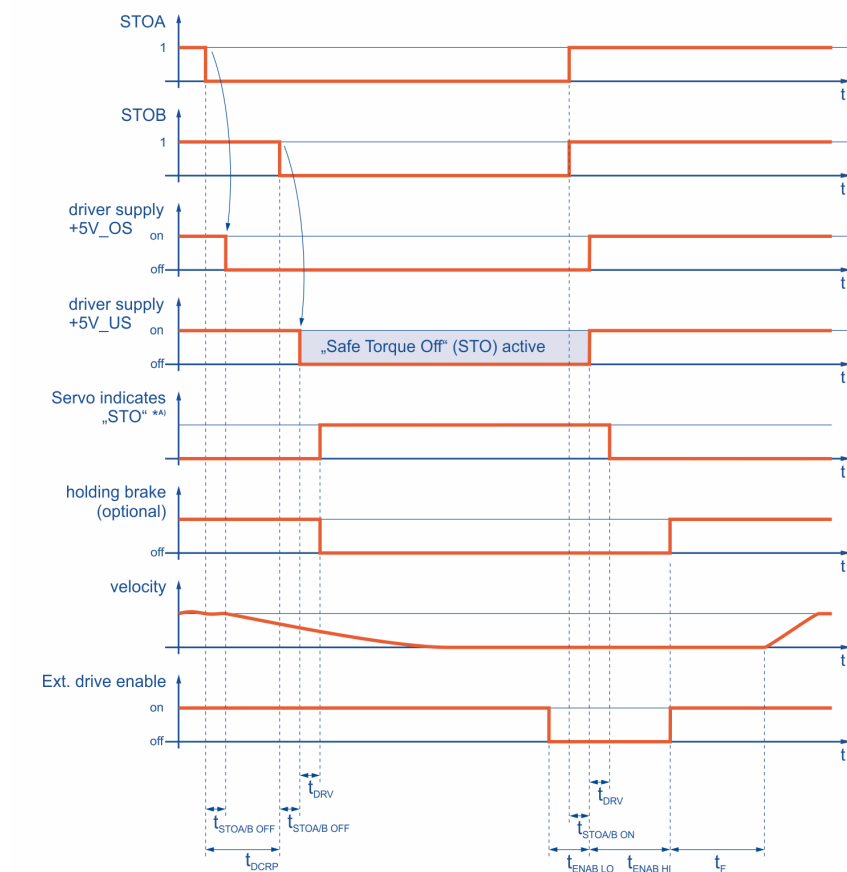 STOA
1
t
STOB
1
t
driver supply
+5V_OS
on
off
t
driver supply
+5V_US
on
„Safe Torque Off“ (STO) active
off
t
Servo indicates
„STO“ *A)
t
holding brake
(optional)
off
t
velocity
t
Ext. drive enable
on
off
t
tDRV
tDRV
tSTOA/B OFF
tSTOA/B OFF
tSTOA/B ON
tDCRP
tENAB LO
tENAB HI
tF